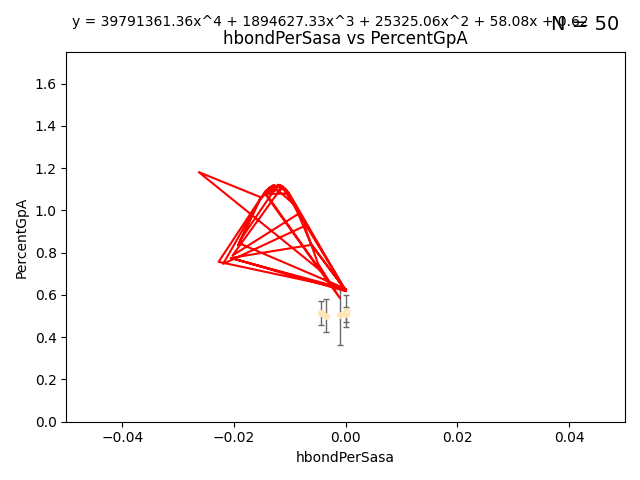 y = 39791361.36x^4 + 1894627.33x^3 + 25325.06x^2 + 58.08x + 0.62
N = 50
hbondPerSasa vs PercentGpA
1.6
1.4
1.2
1.0
0.8
0.6
0.4
0.2
0.0
PercentGpA
−0.04 −0.02 0.00 0.02 0.04
hbondPerSasa